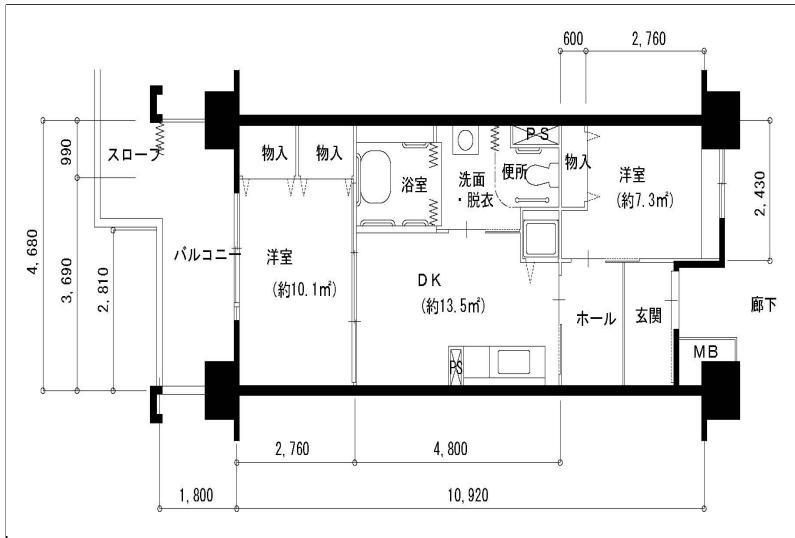 600
2,760
スロープ
990
物入
物入
浴室
洗面
・脱衣
PS
便所
物入
洋室
(約7.3㎡)
2,430
4,680
3,690
2,810
バルコニー
洋室
(約10.1㎡)
DK
(約13.5㎡)
ホール
玄関
廊下
MB
PS
2,760
4,800
1,800
10,920